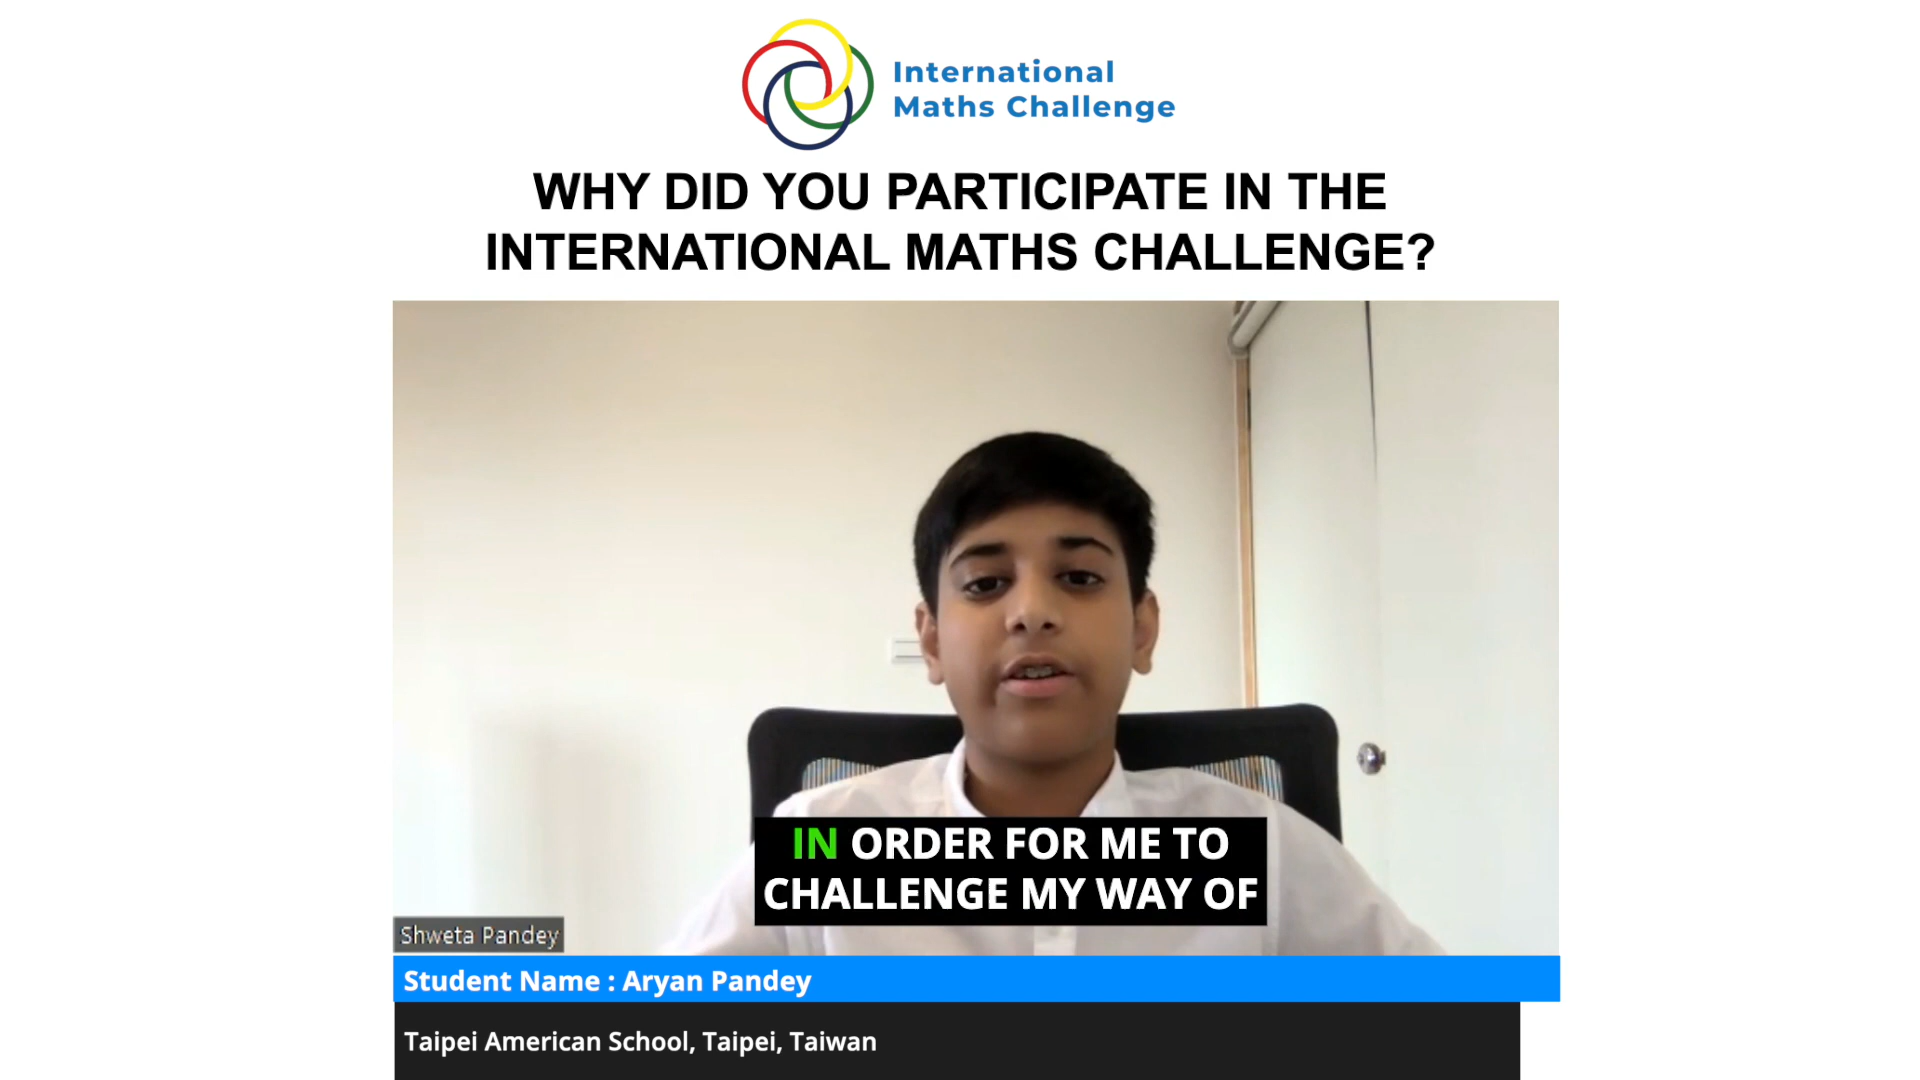 International
Maths Challenge
WHY DID YOU PARTICIPATE IN THE
INTERNATIONAL MATHS CHALLENGE?
IN ORDER FOR ME TO
CHALLENGE MY WAY OF
Shweta Pandey
Student Name : Aryan Pandey
Taipei American School, Taipei, Taiwan